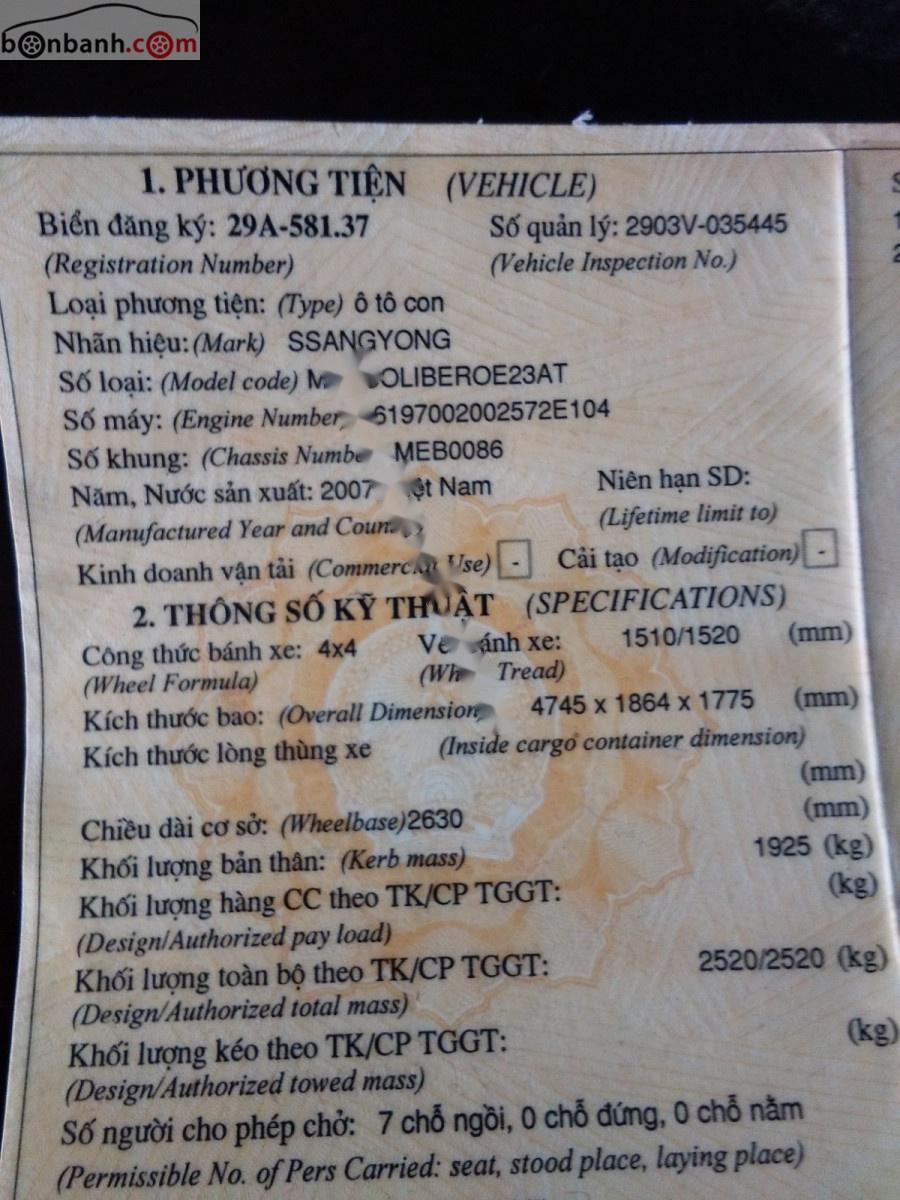 bonbanh.com
1. PHƯƠNG TIỆN (VEHICLE)
Biển đăng ký: 29A-581.37 Số quản lý: 2903V-035445
(Registration Number) (Vehicle Inspection No.)
Loại phương tiện: (Type) ô tô con
Nhãn hiệu: (Mark) SSANGYONG
Số loại: (Model code) OLIBEROE23AT
Số máy: (Engine Number 6197002002572E104
Số khung: (Chassis Numbe MEB0086
Năm, Nước sản xuất: 2007 ệt Nam Niên hạn SD:
(Manufactured Year and Coun (Lifetime limit to)
Kinh doanh vận tải (Commercial Use) - Cải tạo (Modification) -
2. THÔNG SỐ KỸ THUẬT (SPECIFICATIONS)
Công thức bánh xe: 4x4 Vế ánh xe: 1510/1520 (mm)
(Wheel Formula) (Wh Tread)
Kích thước bao: (Overall Dimension 4745 x 1864 x 1775 (mm)
Kích thước lòng thùng xe (Inside cargo container dimension)
(mm)
Chiều dài cơ sở: (Wheelbase) 2630 (mm)
Khối lượng bản thân: (Kerb mass) 1925 (kg)
Khối lượng hàng CC theo TK/CP TGGT: (kg)
(Design/Authorized pay load)
Khối lượng toàn bộ theo TK/CP TGGT: 2520/2520 (kg)
(Design/Authorized total mass)
Khối lượng kéo theo TK/CP TGGT: (kg)
(Design/Authorized towed mass)
Số người cho phép chở: 7 chỗ ngồi, 0 chỗ đứng, 0 chỗ nằm
(Permissible No. of Pers Carried: seat, stood place, laying place)